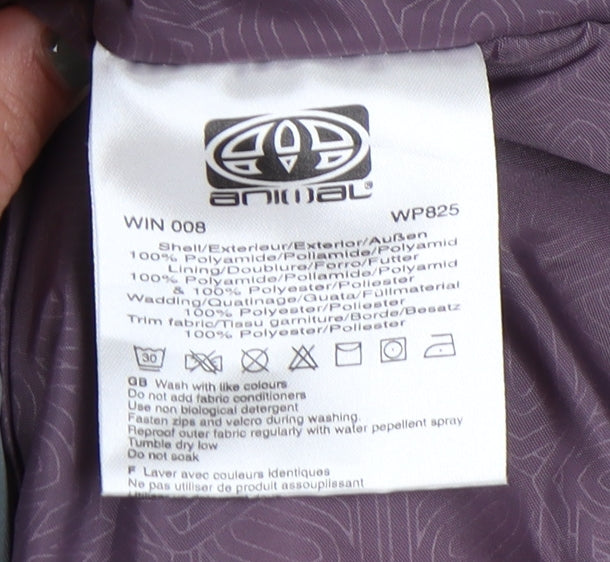 animal®
WIN 008 WP825
Shell/Exterieur/Exterior/Außen
100% Polyamide/Poliamide/Polyamid
Lining/Doublure/Forro/Futter
100% Polyamide/Poliamide/Polyamid
& 100% Polyester/Poliester
Wadding/Quatinage/Guata/Füllmaterial
100% Polyester/Poliester
Trim fabric/Tissu garniture/Borde/Besatz
100% Polyester/Poliester
30
GB Wash with like colours
Do not add fabric conditioners
Use non biological detergent
Fasten zips and velcro during washing.
Reproof outer fabric regularly with water pepellent spray
Tumble dry low
Do not soak
F Laver avec couleurs identiques
Ne pas utiliser de produit assouplissant